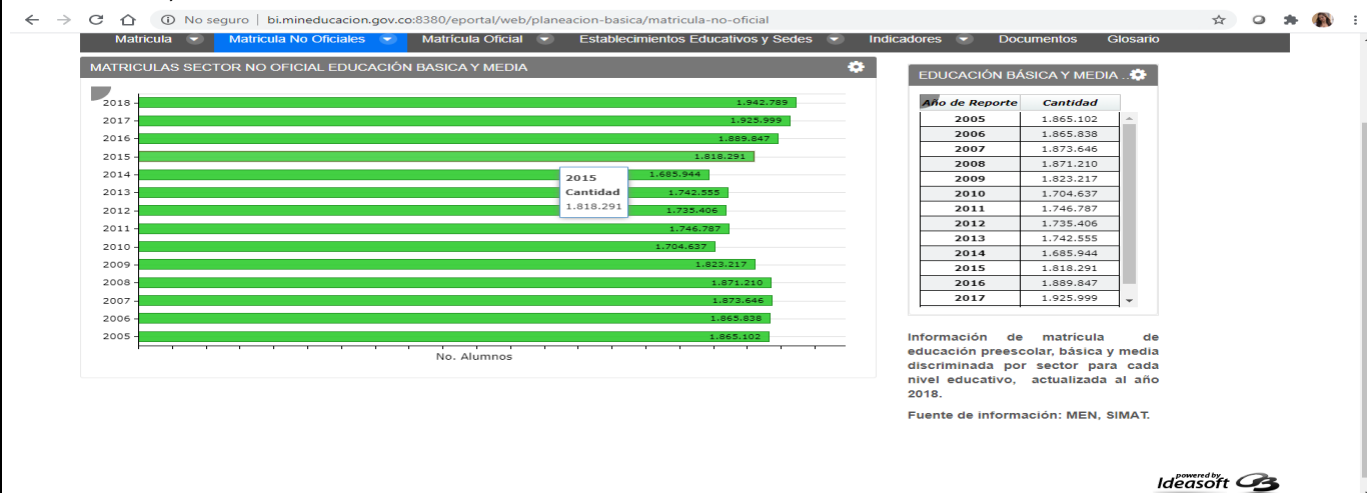 No seguro | bi.mineducacion.gov.co:8380/eportal/web/planeacion-basica/matricula-no-oficial
Matricula Matricula No Oficiales Matrícula Oficial Establecimientos Educativos y Sedes Indicadores Documentos Glosario
MATRICULAS SECTOR NO OFICIAL EDUCACIÓN BASICA Y MEDIA
2018 1.942.789
2017 1.925.999
2016 1.889.847
2015 1.818.291
2014 1.685.944
2013 1.742.555
2012 1.735.406
2011 1.746.787
2010 1.704.637
2009 1.823.217
2008 1.871.210
2007 1.873.646
2006 1.865.838
2005 1.865.102
No. Alumnos
2015
Cantidad
1.818.291
EDUCACIÓN BÁSICA Y MEDIA ..
Año de Reporte Cantidad
2005 1.865.102
2006 1.865.838
2007 1.873.646
2008 1.871.210
2009 1.823.217
2010 1.704.637
2011 1.746.787
2012 1.735.406
2013 1.742.555
2014 1.685.944
2015 1.818.291
2016 1.889.847
2017 1.925.999
Información de matrícula de
educación preescolar, básica y media
discriminada por sector para cada
nivel educativo, actualizada al año
2018.
Fuente de información: MEN, SIMAT.
powered by
Ideasoft O3